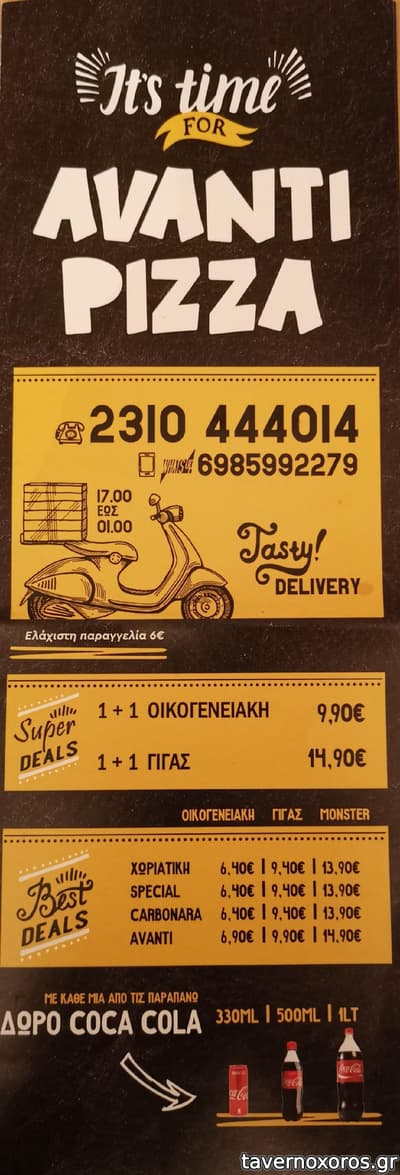 It's time
FOR
AVANTI
PIZZA
2310 444014
6985992279
17.00
ΕΩΣ
01.00
Tasty!
DELIVERY
Ελάχιστη παραγγελία 6€
Super
DEALS
1 + 1 ΟΙΚΟΓΕΝΕΙΑΚΗ 9,90€
1 + 1 ΓΙΓΑΣ 14,90€
ΟΙΚΟΓΕΝΕΙΑΚΗ ΓΙΓΑΣ MONSTER
Best
DEALS
ΧΩΡΙΑΤΙΚΗ 6,40€ | 9,40€ | 13,90€
SPECIAL 6,40€ | 9,40€ | 13,90€
CARBONARA 6,40€ | 9,40€ | 13,90€
AVANTI 6,90€ | 9,90€ | 14,90€
ΜΕ ΚΑΘΕ ΜΙΑ ΑΠΟ ΤΙΣ ΠΑΡΑΠΑΝΩ
ΔΩΡΟ COCA COLA 330ML | 500ML | 1LT
tavernoxoros.gr